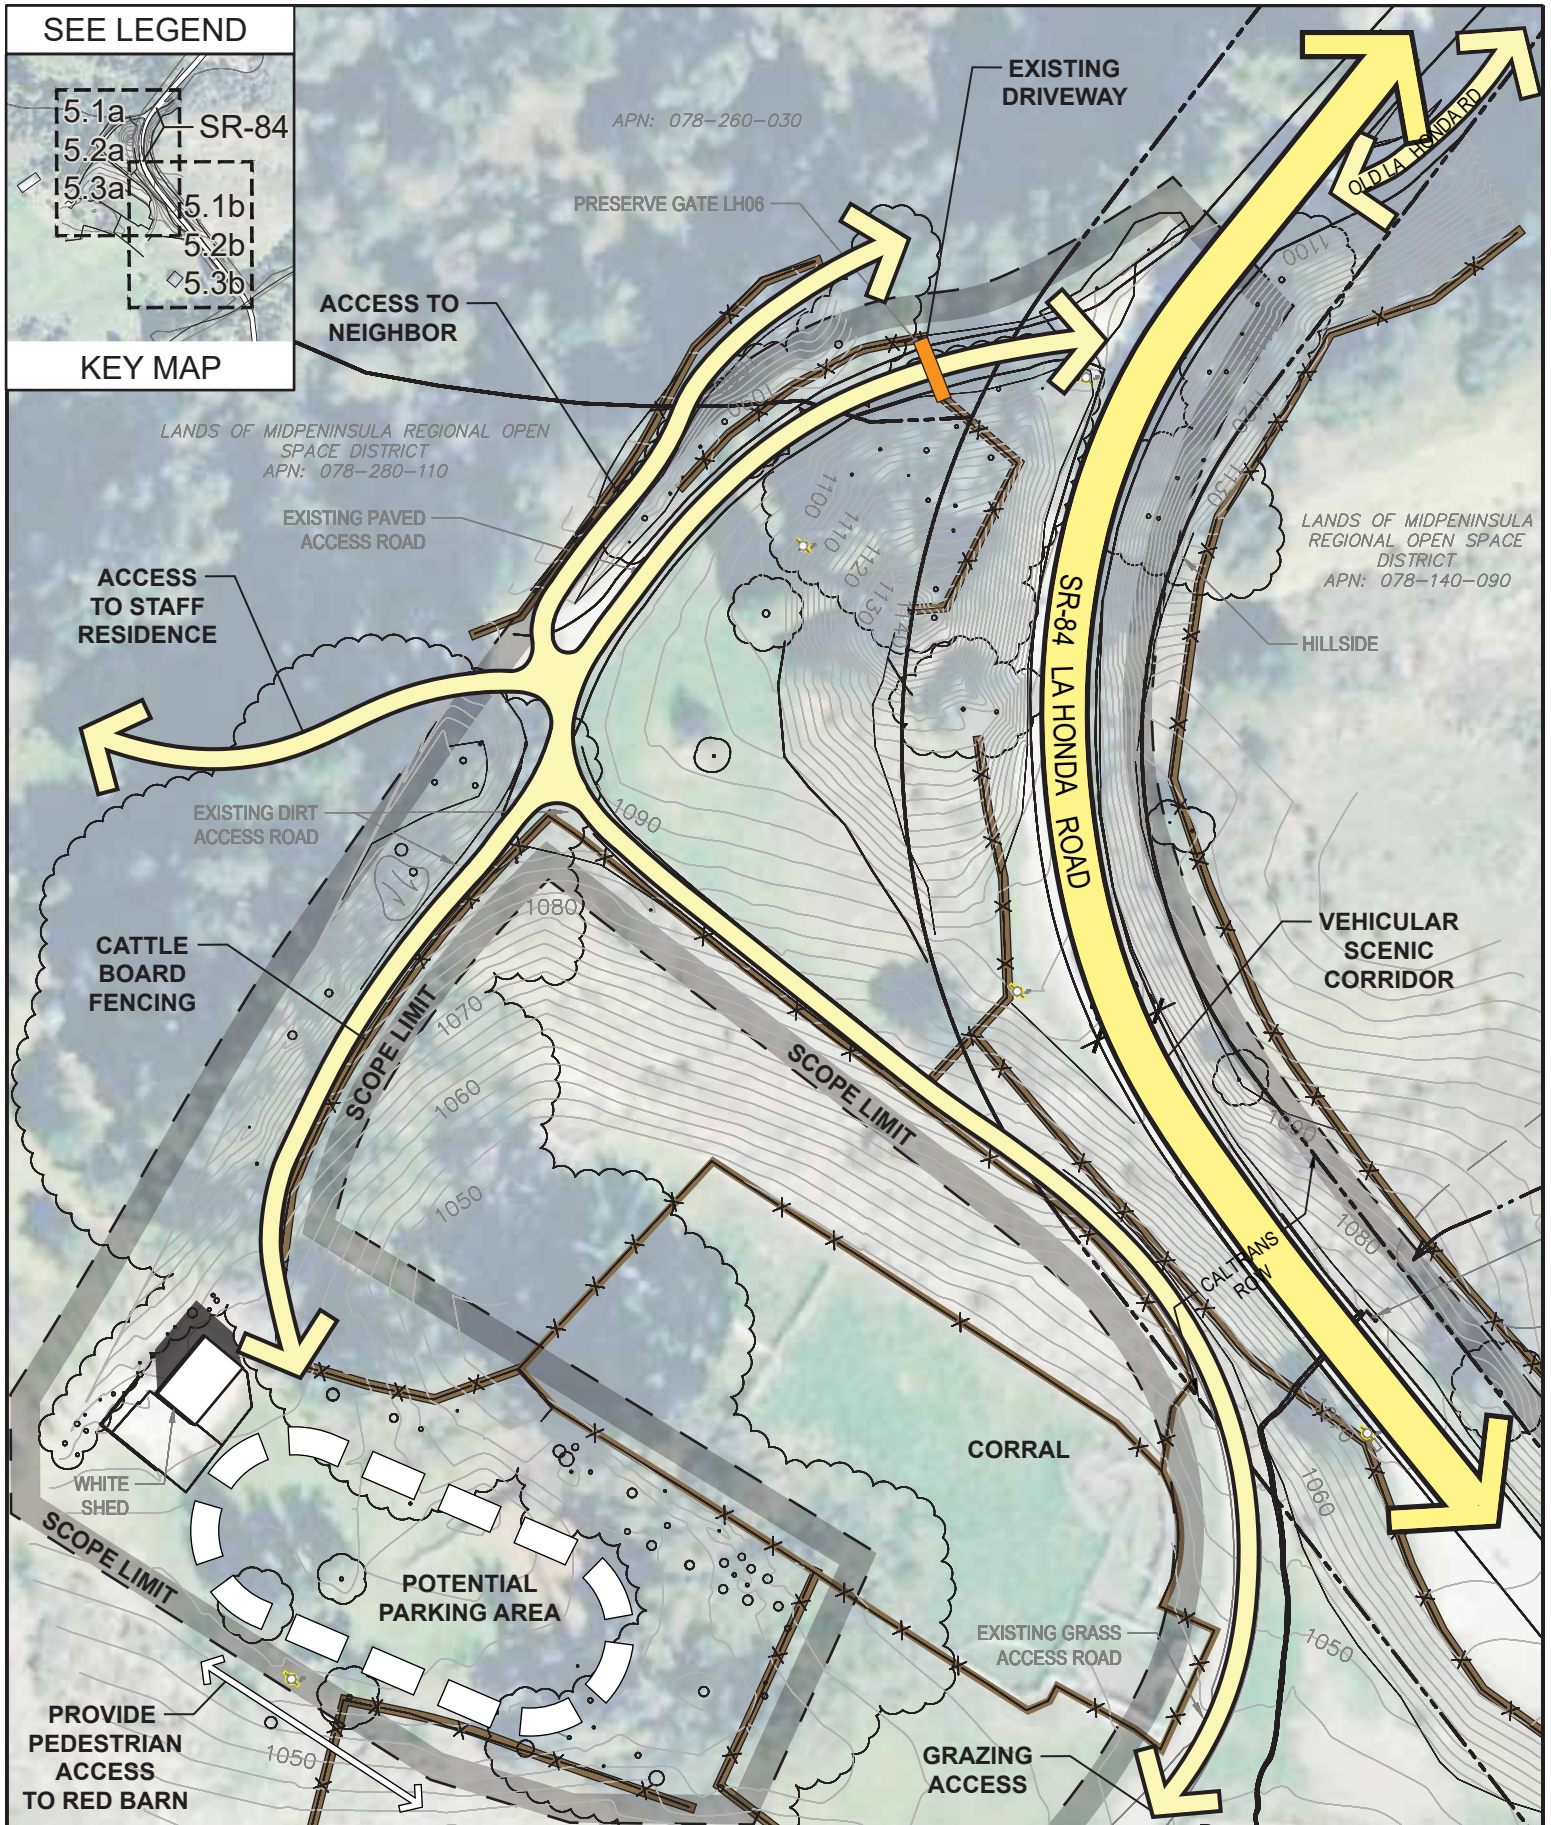 SEE LEGEND
5.1a
SR-84
5.2a
5.3a
5.1b
5.2b
5.3b
KEY MAP
EXISTING
DRIVEWAY
APN: 078-260-030
OLD LA HONDA RD
PRESERVE GATE LH06
ACCESS TO
NEIGHBOR
1100
1090
1120
1130
LANDS OF MIDPENINSULA REGIONAL OPEN
SPACE DISTRICT
APN: 078-280-110
EXISTING PAVED
ACCESS ROAD
1100
1110
1120
1130
1140
LANDS OF MIDPENINSULA
REGIONAL OPEN SPACE
DISTRICT
APN: 078-140-090
ACCESS
TO STAFF
RESIDENCE
HILLSIDE
SR-84 LA HONDA ROAD
EXISTING DIRT
ACCESS ROAD
1090
1080
CATTLE
BOARD
FENCING
VEHICULAR
SCENIC
CORRIDOR
SCOPE LIMIT
1070
1060
1050
SCOPE LIMIT
1090
1080
CALTRANS
ROW
CORRAL
1060
WHITE
SHED
SCOPE LIMIT
POTENTIAL
PARKING AREA
EXISTING GRASS
ACCESS ROAD
1050
PROVIDE
PEDESTRIAN
ACCESS
TO RED BARN
1050
GRAZING
ACCESS